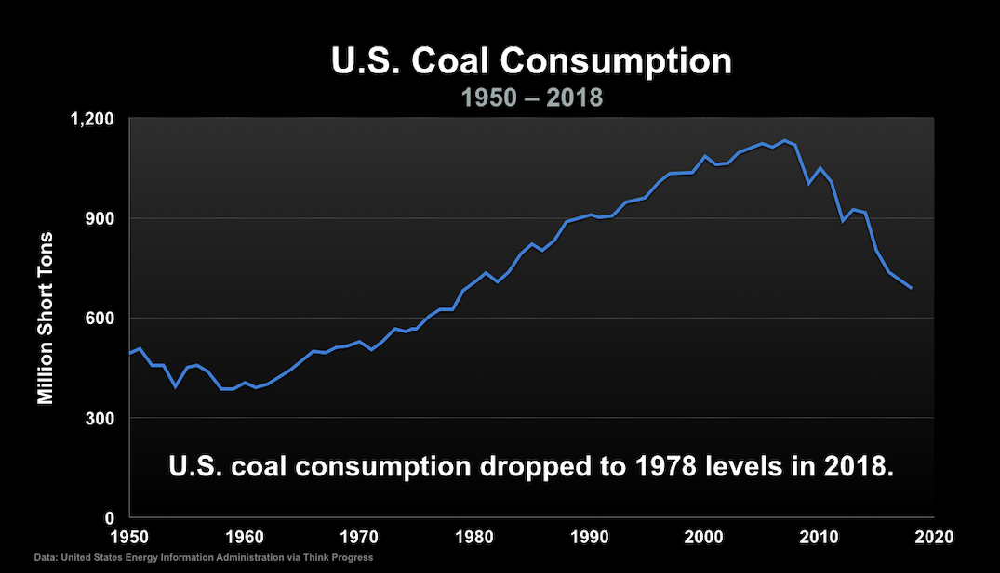 U.S. Coal Consumption
1950 – 2018
Million Short Tons
1,200
900
600
300
0
U.S. coal consumption dropped to 1978 levels in 2018.
1950 1960 1970 1980 1990 2000 2010 2020
Data: United States Energy Information Administration via Think Progress